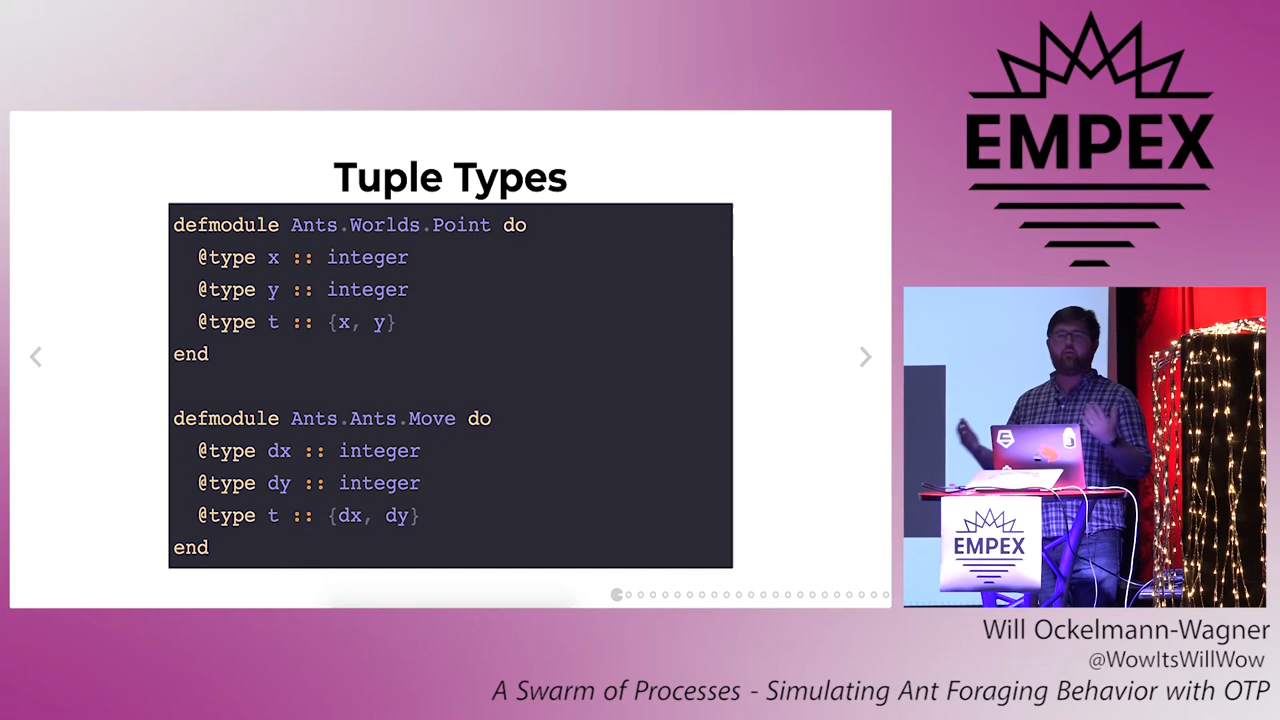 EMPEX
Tuple Types
defmodule Ants.Worlds.Point do
  @type x :: integer
  @type y :: integer
  @type t :: {x, y}
end
defmodule Ants.Ants.Move do
  @type dx :: integer
  @type dy :: integer
  @type t :: {dx, dy}
end
EMPEX
Will Ockelmann-Wagner
@WowItsWillWow
A Swarm of Processes - Simulating Ant Foraging Behavior with OTP